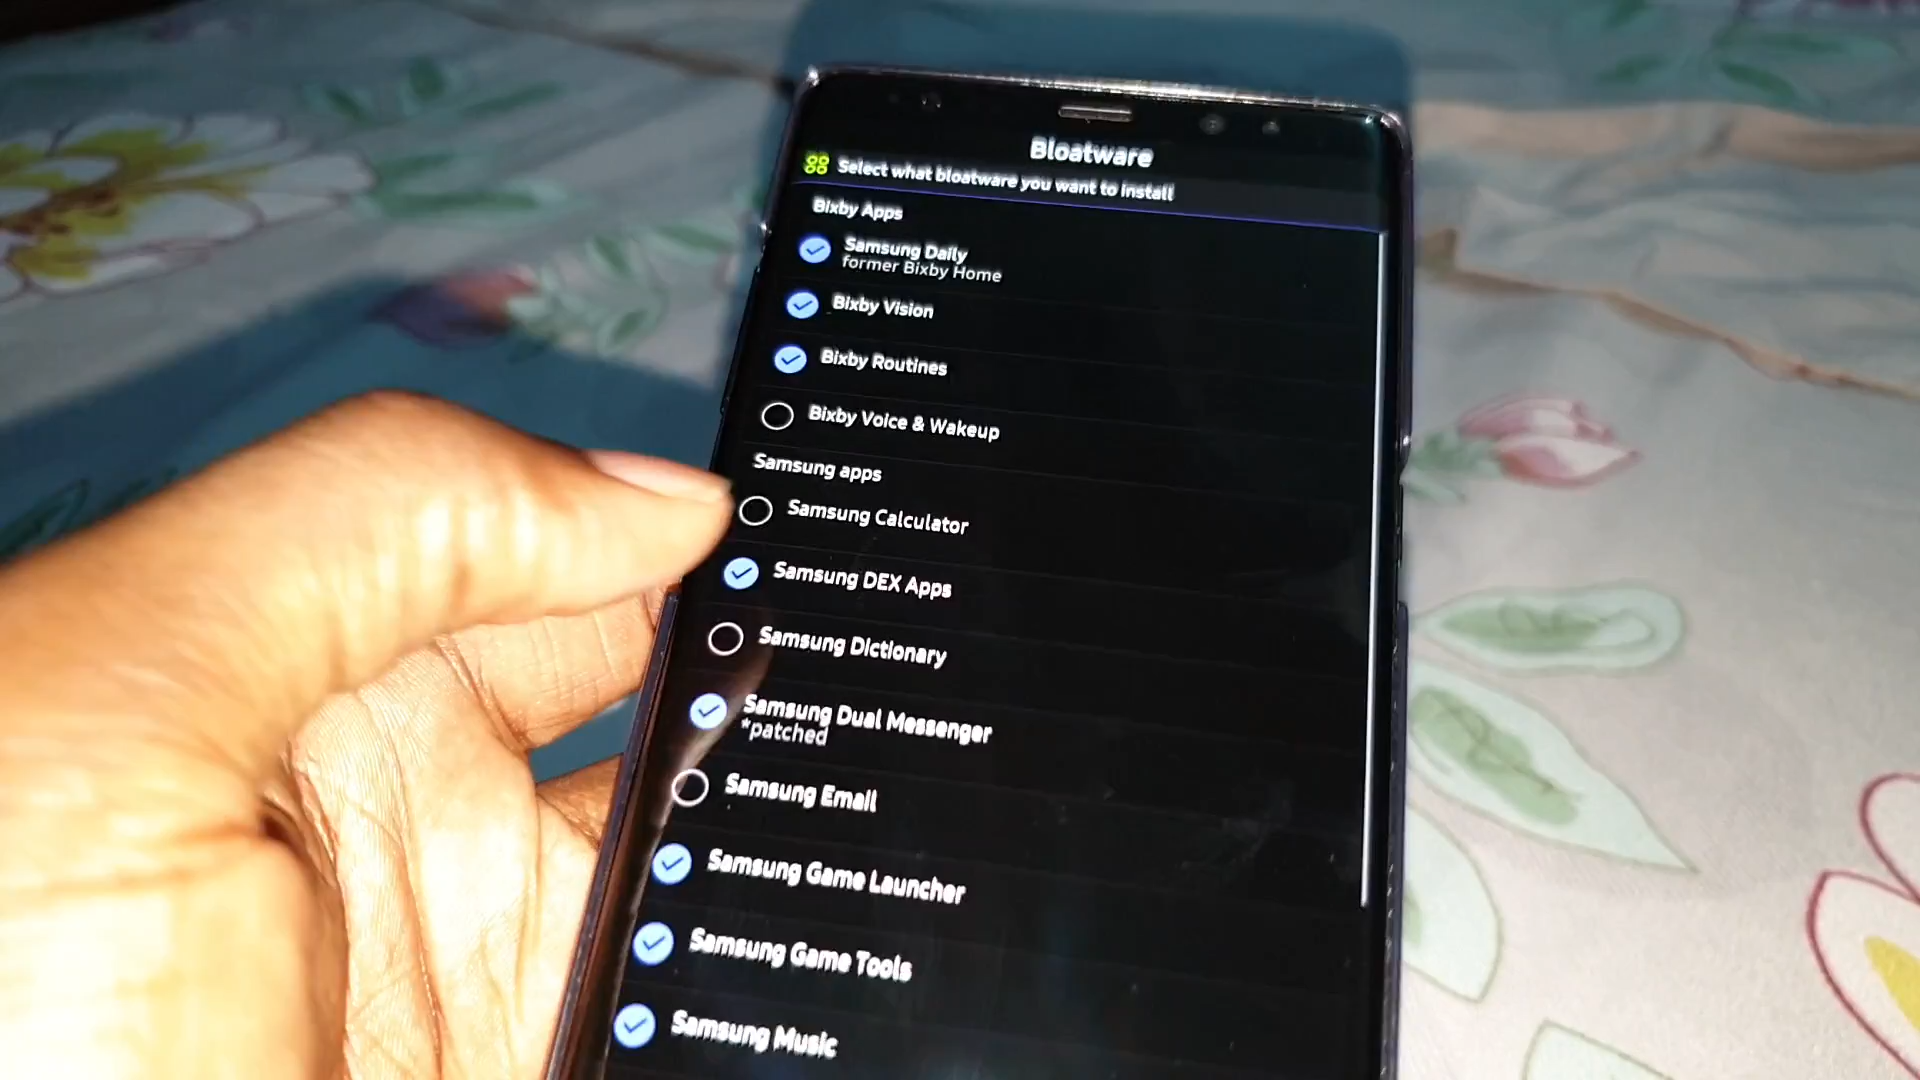 Bloatware
Select what bloatware you want to install
Bixby Apps
Samsung Daily
former Bixby Home
Bixby Vision
Bixby Routines
Bixby Voice & Wakeup
Samsung apps
Samsung Calculator
Samsung DEX Apps
Samsung Dictionary
Samsung Dual Messenger
*patched
Samsung Email
Samsung Game Launcher
Samsung Game Tools
Samsung Music